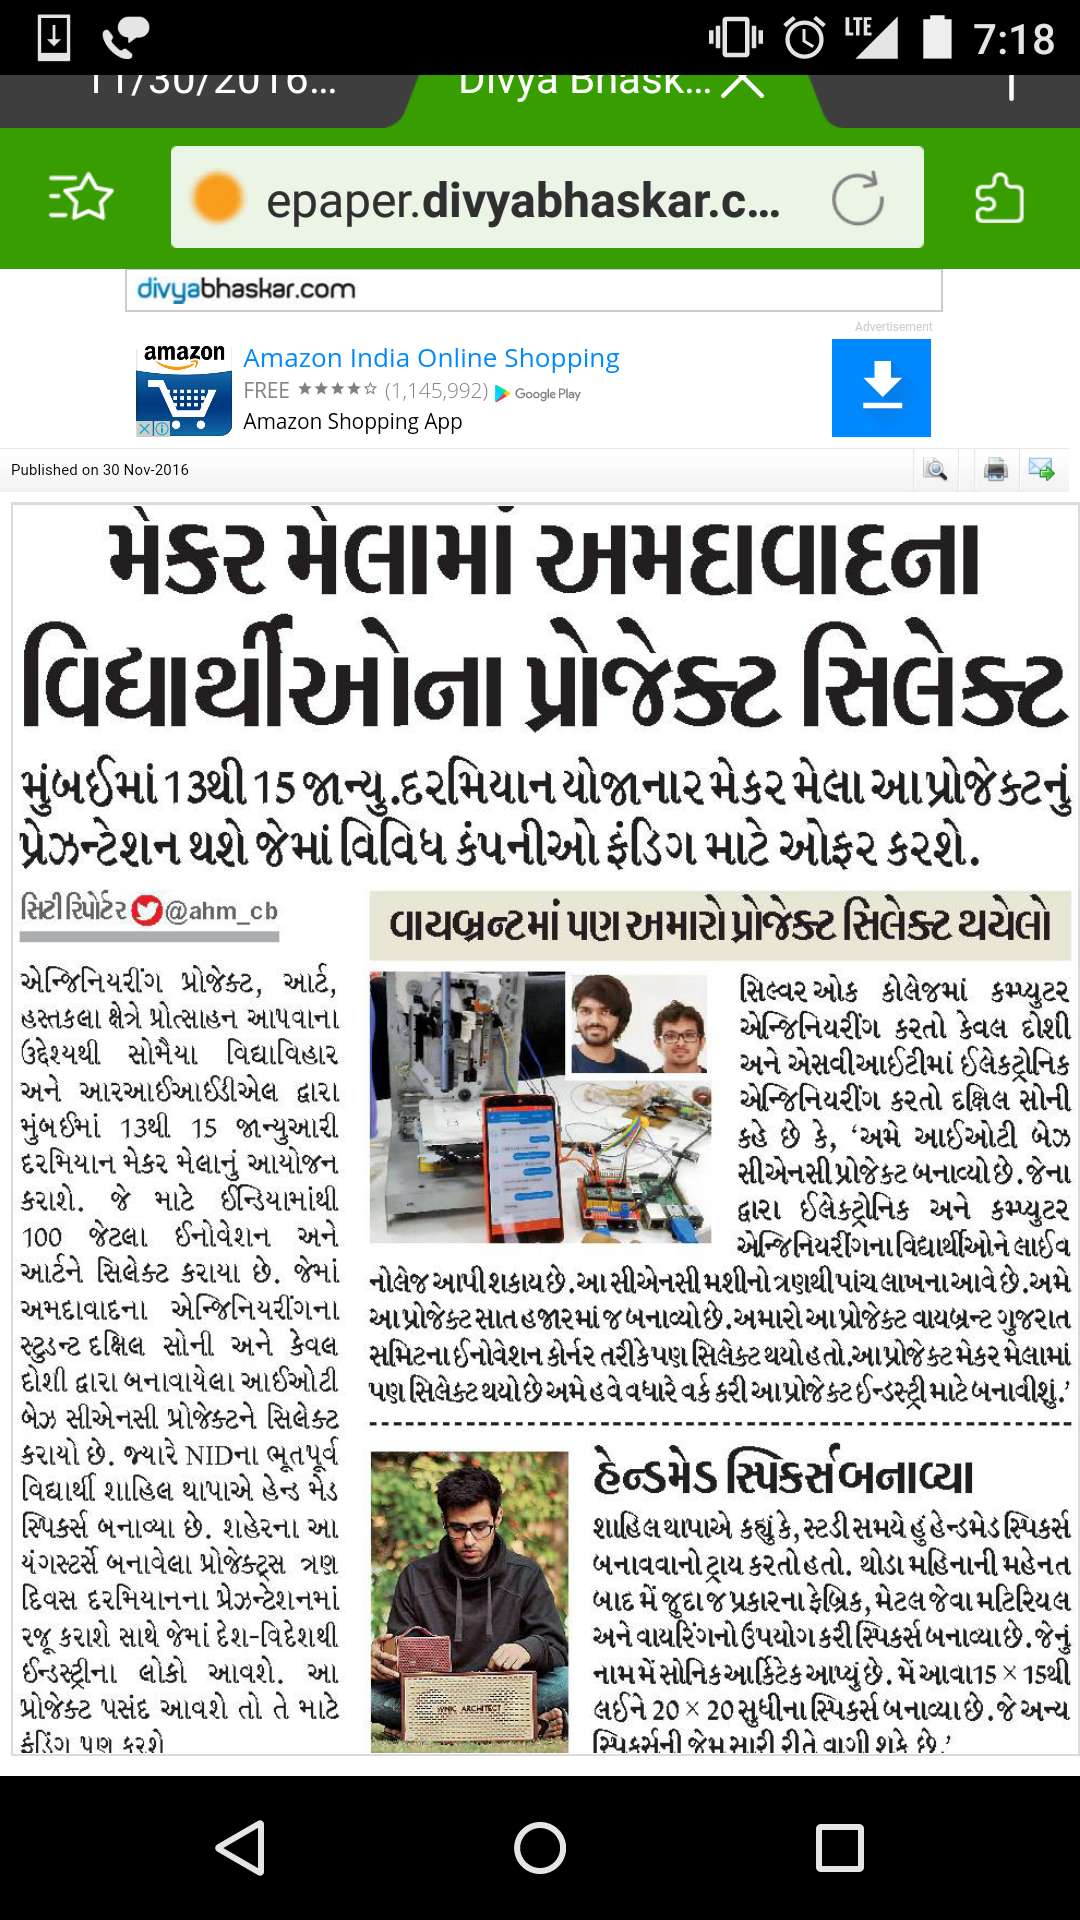 LTE 7:18
11/30/2016...
Divya Bhask...
epaper.divyabhaskar.c...
divyabhaskar.com
Advertisement
amazon
Amazon India Online Shopping
FREE ★★★★☆ (1,145,992) Google Play
Amazon Shopping App
Published on 30 Nov-2016
મેકર મેલામાં અમદાવાદના
વિદ્યાર્થીઓના પ્રોજેક્ટ સિલેક્ટ
મુંબઈમાં 13થી 15 જાન્યુ.દરમિયાન યોજાનાર મેકર મેલા આ પ્રોજેક્ટનું
પ્રેઝન્ટેશન થશે જેમાં વિવિધ કંપનીઓ ફંડિગ માટે ઓફર કરશે.
સિટી રિપોર્ટર @ahm_cb
એન્જિનિયરીંગ પ્રોજેક્ટ, આર્ટ,
હસ્તકલા ક્ષેત્રે પ્રોત્સાહન આપવાના
ઉદ્દેશ્યથી સોમૈયા વિદ્યાવિહાર
અને આરઆઈઆઈડીએલ દ્વારા
મુંબઈમાં 13થી 15 જાન્યુઆરી
દરમિયાન મેકર મેલાનું આયોજન
કરાશે. જે માટે ઈન્ડિયામાંથી
100 જેટલા ઈનોવેશન અને
આર્ટને સિલેક્ટ કરાયા છે. જેમાં
અમદાવાદના એન્જિનિયરીંગના
સ્ટુડન્ટ દક્ષિલ સોની અને કેવલ
દોશી દ્વારા બનાવાયેલા આઈઓટી
બેઝ સીએનસી પ્રોજેક્ટને સિલેક્ટ
કરાયો છે. જ્યારે NIDના ભૂતપૂર્વ
વિદ્યાર્થી શાહિલ થાપાએ હેન્ડ મેડ
સ્પિકર્સ બનાવ્યા છે. શહેરના આ
યંગસ્ટર્સે બનાવેલા પ્રોજેક્ટ્સ ત્રણ
દિવસ દરમિયાનના પ્રેઝન્ટેશનમાં
રજૂ કરાશે સાથે જેમાં દેશ-વિદેશથી
ઈન્ડસ્ટ્રીના લોકો આવશે. આ
પ્રોજેક્ટ પસંદ આવશે તો તે માટે
ફંડિંગ પણ કરશે
વાયબ્રન્ટમાં પણ અમારો પ્રોજેક્ટ સિલેક્ટ થયેલો
સિલ્વર ઓક કોલેજમાં કમ્પ્યુટર
એન્જિનિયરીંગ કરતો કેવલ દોશી
અને એસવીઆઈટીમાં ઈલેક્ટ્રોનિક
એન્જિનિયરીંગ કરતો દક્ષિલ સોની
કહે છે કે, 'અમે આઈઓટી બેઝ
સીએનસી પ્રોજેકટ બનાવ્યો છે. જેના
દ્વારા ઈલેકટ્રોનિક અને કમ્પ્યુટર
એન્જિનિયરીંગના વિદ્યાર્થીઓને લાઈવ
નોલેજ આપી શકાય છે. આ સીએનસી મશીનો ત્રણથી પાંચ લાખના આવે છે. અમે
આ પ્રોજેક્ટ સાત હજારમાં જ બનાવ્યો છે. અમારો આ પ્રોજેક્ટ વાયબ્રન્ટ ગુજરાત
સમિટના ઈનોવેશન કોર્નર તરીકે પણ સિલેક્ટ થયો હતો.આ પ્રોજેક્ટ મેકર મેલામાં
પણ સિલેક્ટ થયો છે અમે હવે વધારે વર્ક કરી આ પ્રોજેક્ટ ઈન્ડસ્ટ્રી માટે બનાવીશું.'
હેન્ડમેડ સ્પિકર્સ બનાવ્યા
શાહિલ થાપાએ કહ્યું કે, સ્ટડી સમયે હું હેન્ડમેડ સ્પિકર્સ
બનાવવાનો ટ્રાય કરતો હતો. થોડા મહિનાની મહેનત
બાદ મેં જુદા જ પ્રકારના ફેબ્રિક, મેટલ જેવા મટિરિયલ
અને વાયરિંગનો ઉપયોગ કરી સ્પિકર્સ બનાવ્યા છે. જેનું
નામ મેં સોનિક આર્કિટેક આપ્યું છે. મેં આવા 15 × 15થી
લઈને 20 × 20 સુધીના સ્પિકર્સ બનાવ્યા છે. જે અન્ય
સ્પિકર્સની જેમ સારી રીતે વાગી શકે છે.'